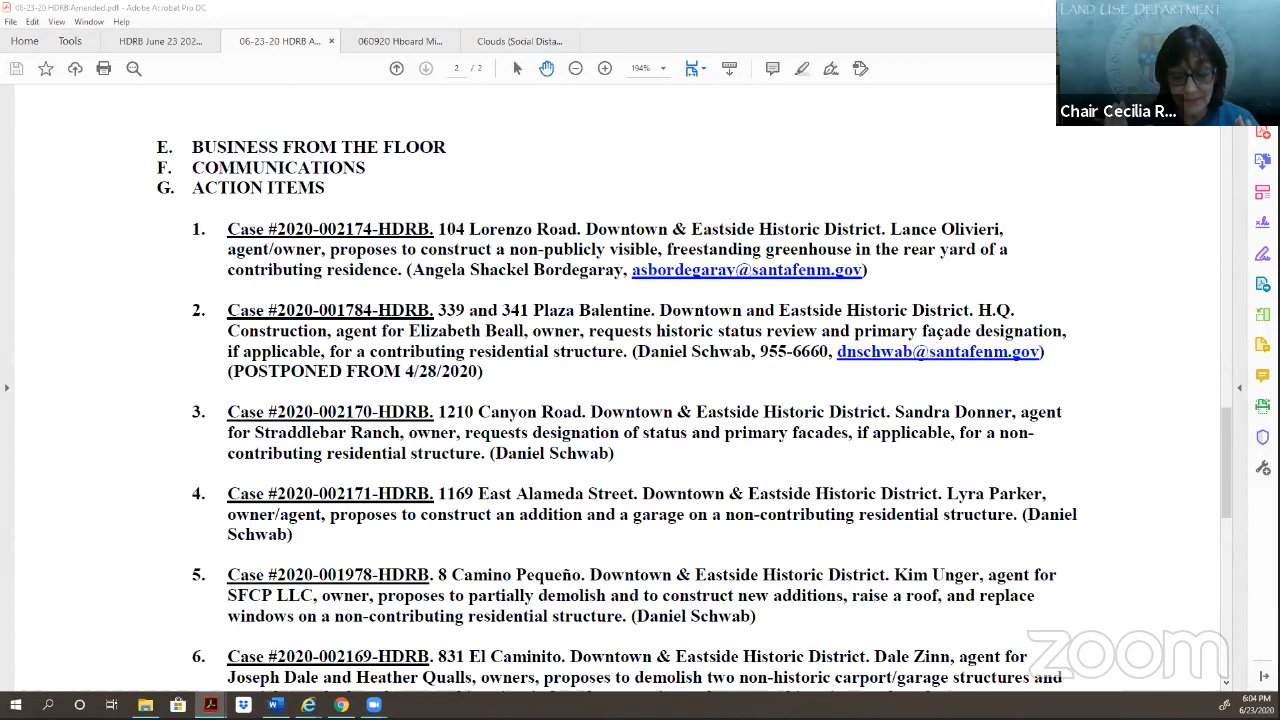 06-23-20 HDRB Amended.pdf - Adobe Acrobat Pro DC
File Edit View Window Help
Home Tools HDRB June 23 202... 06-23-20 HDRB A... × 060920 Hboard Mi... Clouds (Social Dista...
2 / 2 194%
LAND USE DEPARTMENT
Chair Cecilia R...
E. BUSINESS FROM THE FLOOR
F. COMMUNICATIONS
G. ACTION ITEMS
1. Case #2020-002174-HDRB. 104 Lorenzo Road. Downtown & Eastside Historic District. Lance Olivieri,
agent/owner, proposes to construct a non-publicly visible, freestanding greenhouse in the rear yard of a
contributing residence. (Angela Shackel Bordegaray, asbordegaray@santafenm.gov)
2. Case #2020-001784-HDRB. 339 and 341 Plaza Balentine. Downtown and Eastside Historic District. H.Q.
Construction, agent for Elizabeth Beall, owner, requests historic status review and primary façade designation,
if applicable, for a contributing residential structure. (Daniel Schwab, 955-6660, dnschwab@santafenm.gov)
(POSTPONED FROM 4/28/2020)
3. Case #2020-002170-HDRB. 1210 Canyon Road. Downtown & Eastside Historic District. Sandra Donner, agent
for Straddlebar Ranch, owner, requests designation of status and primary facades, if applicable, for a non-
contributing residential structure. (Daniel Schwab)
4. Case #2020-002171-HDRB. 1169 East Alameda Street. Downtown & Eastside Historic District. Lyra Parker,
owner/agent, proposes to construct an addition and a garage on a non-contributing residential structure. (Daniel
Schwab)
5. Case #2020-001978-HDRB. 8 Camino Pequeño. Downtown & Eastside Historic District. Kim Unger, agent for
SFCP LLC, owner, proposes to partially demolish and to construct new additions, raise a roof, and replace
windows on a non-contributing residential structure. (Daniel Schwab)
6. Case #2020-002169-HDRB. 831 El Caminito. Downtown & Eastside Historic District. Dale Zinn, agent for
Joseph Dale and Heather Qualls, owners, proposes to demolish two non-historic carport/garage structures and
zoom
6:04 PM
6/23/2020